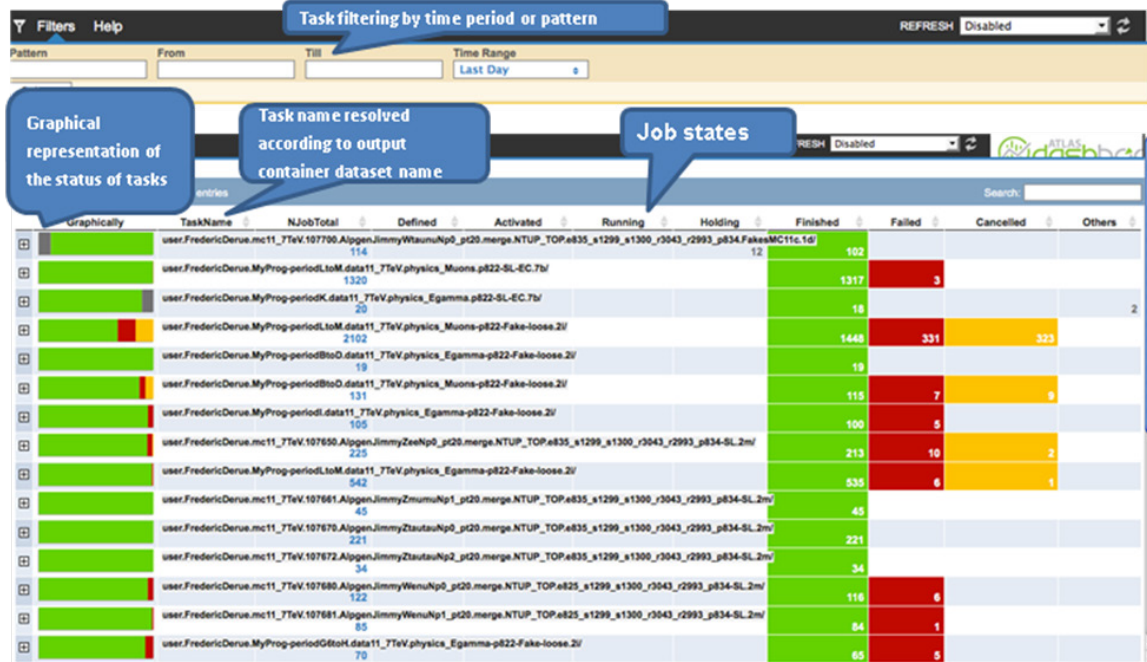 Task filtering by time period or pattern
Filters Help REFRESH Disabled
Pattern From Till Time Range
Last Day
Graphical representation of the status of tasks
Task name resolved according to output container dataset name
Job states
Disabled
ATLAS
entries Search:
Graphically TaskName NJobTotal Defined Activated Running Holding Finished Failed Cancelled Others
user.FredericDerue.mc11_7TeV.107700.AlpgenJimmyWtaunuNp0_pt20.merge.NTUP_TOP.e835_s1299_s1300_r3043_r2993_p834.FakesMC11c.1d/
114 12 102
user.FredericDerue.MyProg-periodLtoM.data11_7TeV.physics_Muons.p822-SL-EC.7b/
1320 1317 3
user.FredericDerue.MyProg-periodK.data11_7TeV.physics_Egamma.p822-SL-EC.7b/
20 18 2
user.FredericDerue.MyProg-periodLtoM.data11_7TeV.physics_Muons-p822-Fake-loose.2i/
2102 1448 331 323
user.FredericDerue.MyProg-periodBtoD.data11_7TeV.physics_Egamma-p822-Fake-loose.2i/
19 19
user.FredericDerue.MyProg-periodBtoD.data11_7TeV.physics_Muons-p822-Fake-loose.2i/
131 115 7 9
user.FredericDerue.MyProg-periodI.data11_7TeV.physics_Egamma-p822-Fake-loose.2i/
105 100 5
user.FredericDerue.mc11_7TeV.107650.AlpgenJimmyZeeNp0_pt20.merge.NTUP_TOP.e835_s1299_s1300_r3043_r2993_p834-SL.2m/
225 213 10 2
user.FredericDerue.MyProg-periodLtoM.data11_7TeV.physics_Egamma-p822-Fake-loose.2i/
542 535 6 1
user.FredericDerue.mc11_7TeV.107661.AlpgenJimmyZmumuNp1_pt20.merge.NTUP_TOP.e835_s1299_s1300_r3043_r2993_p834-SL.2m/
45 45
user.FredericDerue.mc11_7TeV.107670.AlpgenJimmyZtautauNp0_pt20.merge.NTUP_TOP.e835_s1299_s1300_r3043_r2993_p834-SL.2m/
221 221
user.FredericDerue.mc11_7TeV.107672.AlpgenJimmyZtautauNp2_pt20.merge.NTUP_TOP.e835_s1299_s1300_r3043_r2993_p834-SL.2m/
34 34
user.FredericDerue.mc11_7TeV.107680.AlpgenJimmyWenuNp0_pt20.merge.NTUP_TOP.e825_s1299_s1300_r3043_r2993_p834-SL.2m/
122 116 6
user.FredericDerue.mc11_7TeV.107681.AlpgenJimmyWenuNp1_pt20.merge.NTUP_TOP.e825_s1299_s1300_r3043_r2993_p834-SL.2m/
85 84 1
user.FredericDerue.MyProg-periodG6toH.data11_7TeV.physics_Egamma-p822-Fake-loose.2i/
70 65 5